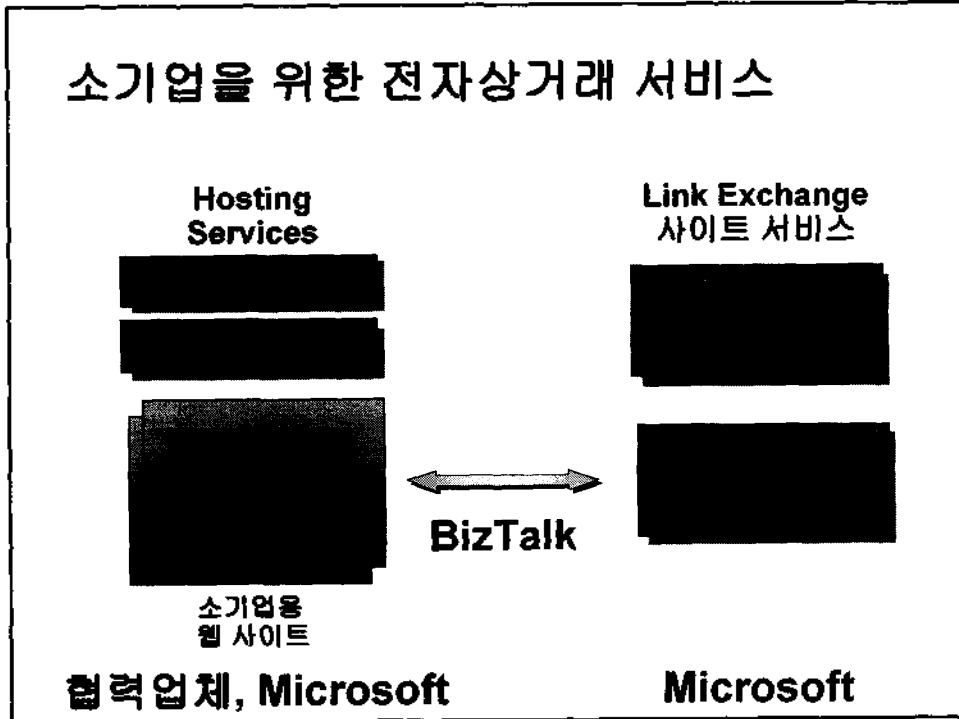 소기업을 위한 전자상거래 서비스
Hosting
Services
소기업용
웹 사이트
협력업체, Microsoft
BizTalk
Link Exchange
사이트 서비스
Microsoft